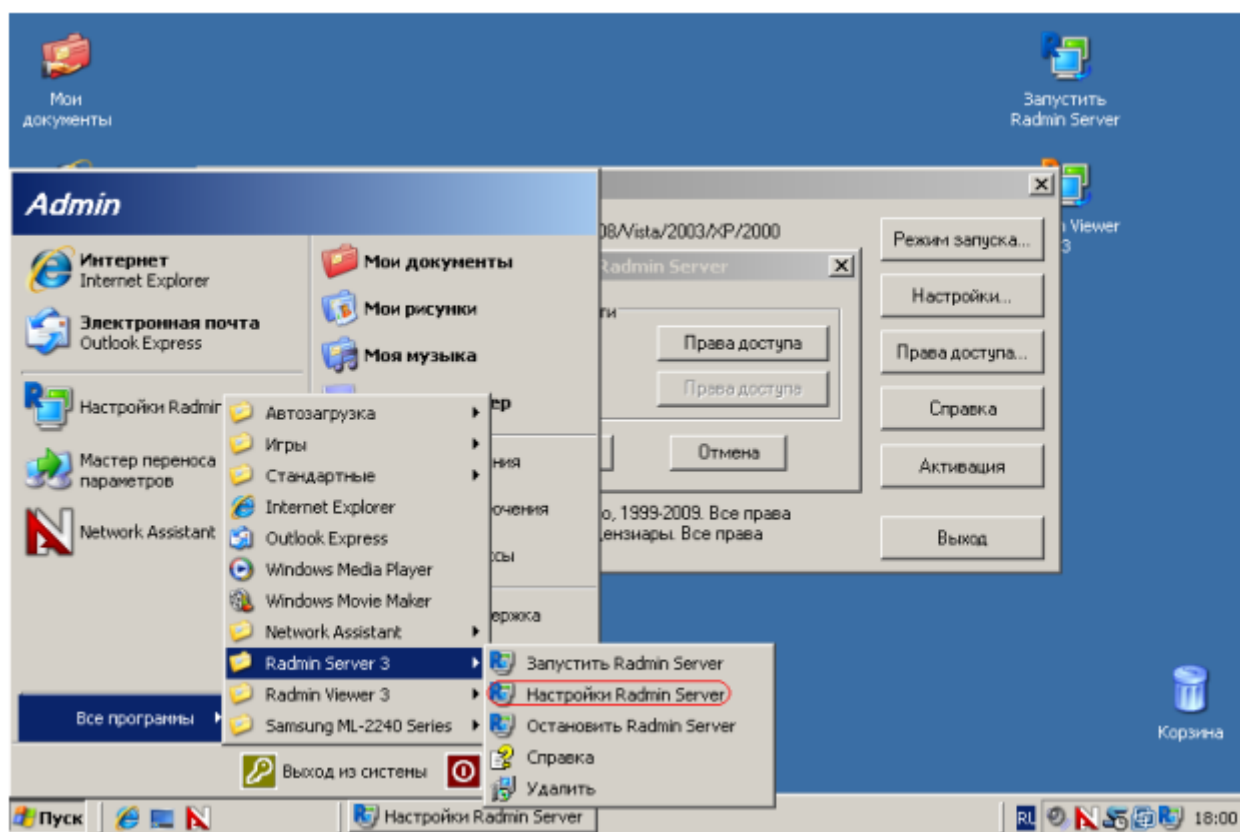 Мои
документы
Запустить
Radmin Server
Viewer
3
Admin
Интернет
Internet Explorer
Электронная почта
Outlook Express
Настройки Radmin
Мастер переноса
параметров
Network Assistant
Мои документы
Мои рисунки
Моя музыка
Автозагрузка
Игры
Стандартные
Internet Explorer
Outlook Express
Windows Media Player
Windows Movie Maker
Network Assistant
Radmin Server 3
Radmin Viewer 3
Samsung ML-2240 Series
Запустить Radmin Server
Настройки Radmin Server
Остановить Radmin Server
Справка
Удалить
08/Vista/2003/XP/2000
Radmin Server
Права доступа
Права доступа
Отмена
о, 1999-2009. Все права
ензиары. Все права
Режим запуска...
Настройки...
Права доступа...
Справка
Активация
Выход
Все программы
Выход из системы
Корзина
Пуск
Настройки Radmin Server
RU
18:00